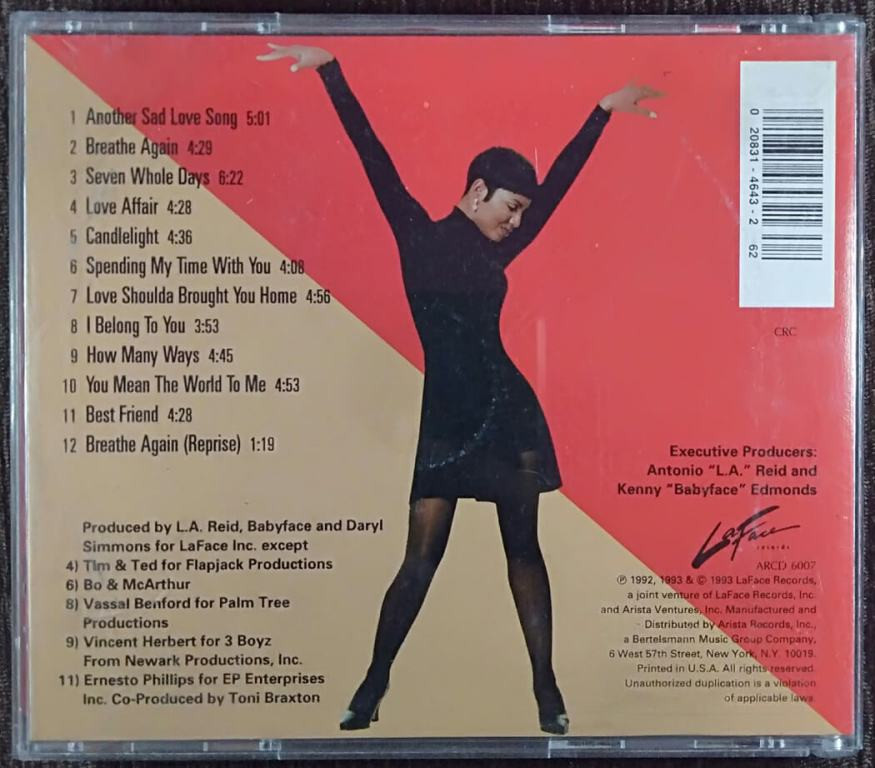 1 Another Sad Love Song 5:01
2 Breathe Again 4:29
3 Seven Whole Days 6:22
4 Love Affair 4:28
5 Candlelight 4:36
6 Spending My Time With You 4:08
7 Love Shoulda Brought You Home 4:56
8 I Belong To You 3:53
9 How Many Ways 4:45
10 You Mean The World To Me 4:53
11 Best Friend 4:28
12 Breathe Again (Reprise) 1:19
Produced by L.A. Reid, Babyface and Daryl
Simmons for LaFace Inc. except
4) Tim & Ted for Flapjack Productions
6) Bo & McArthur
8) Vassal Benford for Palm Tree
Productions
9) Vincent Herbert for 3 Boyz
From Newark Productions, Inc.
11) Ernesto Phillips for EP Enterprises
Inc. Co-Produced by Toni Braxton
0 20831 - 4643 - 2 62
CRC
Executive Producers:
Antonio "L.A." Reid and
Kenny "Babyface" Edmonds
LaFace
records
ARCD 6007
℗ 1992, 1993 & © 1993 LaFace Records,
a joint venture of LaFace Records, Inc.
and Arista Ventures, Inc. Manufactured and
Distributed by Arista Records, Inc.,
a Bertelsmann Music Group Company,
6 West 57th Street, New York, N.Y. 10019.
Printed in U.S.A. All rights reserved.
Unauthorized duplication is a violation
of applicable laws.